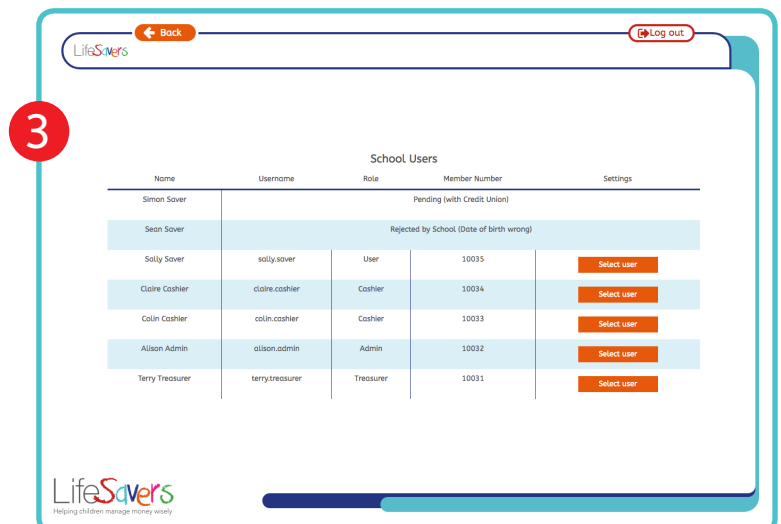 Back
Log out
LifeSavers
3
School Users
Name Username Role Member Number Settings
Simon Saver Pending (with Credit Union)
Sean Saver Rejected by School (Date of birth wrong)
Sally Saver sally.saver User 10035 Select user
Claire Cashier claire.cashier Cashier 10034 Select user
Colin Cashier colin.cashier Cashier 10033 Select user
Alison Admin alison.admin Admin 10032 Select user
Terry Treasurer terry.treasurer Treasurer 10031 Select user
LifeSavers
Helping children manage money wisely